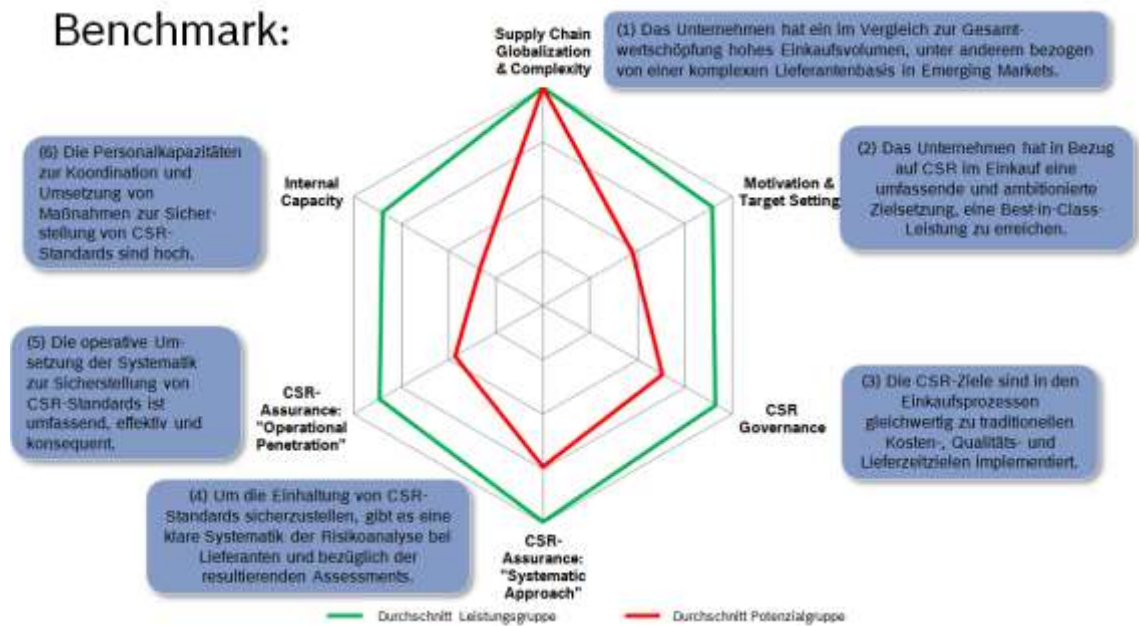 Benchmark:
Supply Chain
Globalization
& Complexity
(1) Das Unternehmen hat ein im Vergleich zur Gesamt-
wertschöpfung hohes Einkaufsvolumen, unter anderem bezogen
von einer komplexen Lieferantenbasis in Emerging Markets.
Motivation &
Target Setting
(2) Das Unternehmen hat in Bezug
auf CSR im Einkauf eine
umfassende und ambitionierte
Zielsetzung, eine Best-in-Class-
Leistung zu erreichen.
CSR
Governance
(3) Die CSR-Ziele sind in den
Einkaufsprozessen
gleichwertig zu traditionellen
Kosten-, Qualitäts- und
Lieferzeitzielen implementiert.
CSR-
Assurance:
"Systematic
Approach"
(4) Um die Einhaltung von CSR-
Standards sicherzustellen, gibt es eine
klare Systematik der Risikoanalyse bei
Lieferanten und bezüglich der
resultierenden Assessments.
CSR-
Assurance:
"Operational
Penetration"
(5) Die operative Um-
setzung der Systematik
zur Sicherstellung von
CSR-Standards ist
umfassend, effektiv und
konsequent.
Internal
Capacity
(6) Die Personalkapazitäten
zur Koordination und
Umsetzung von
Maßnahmen zur Sicher-
stellung von CSR-
Standards sind hoch.
Durchschnitt Leistungsgruppe
Durchschnitt Potenzialgruppe